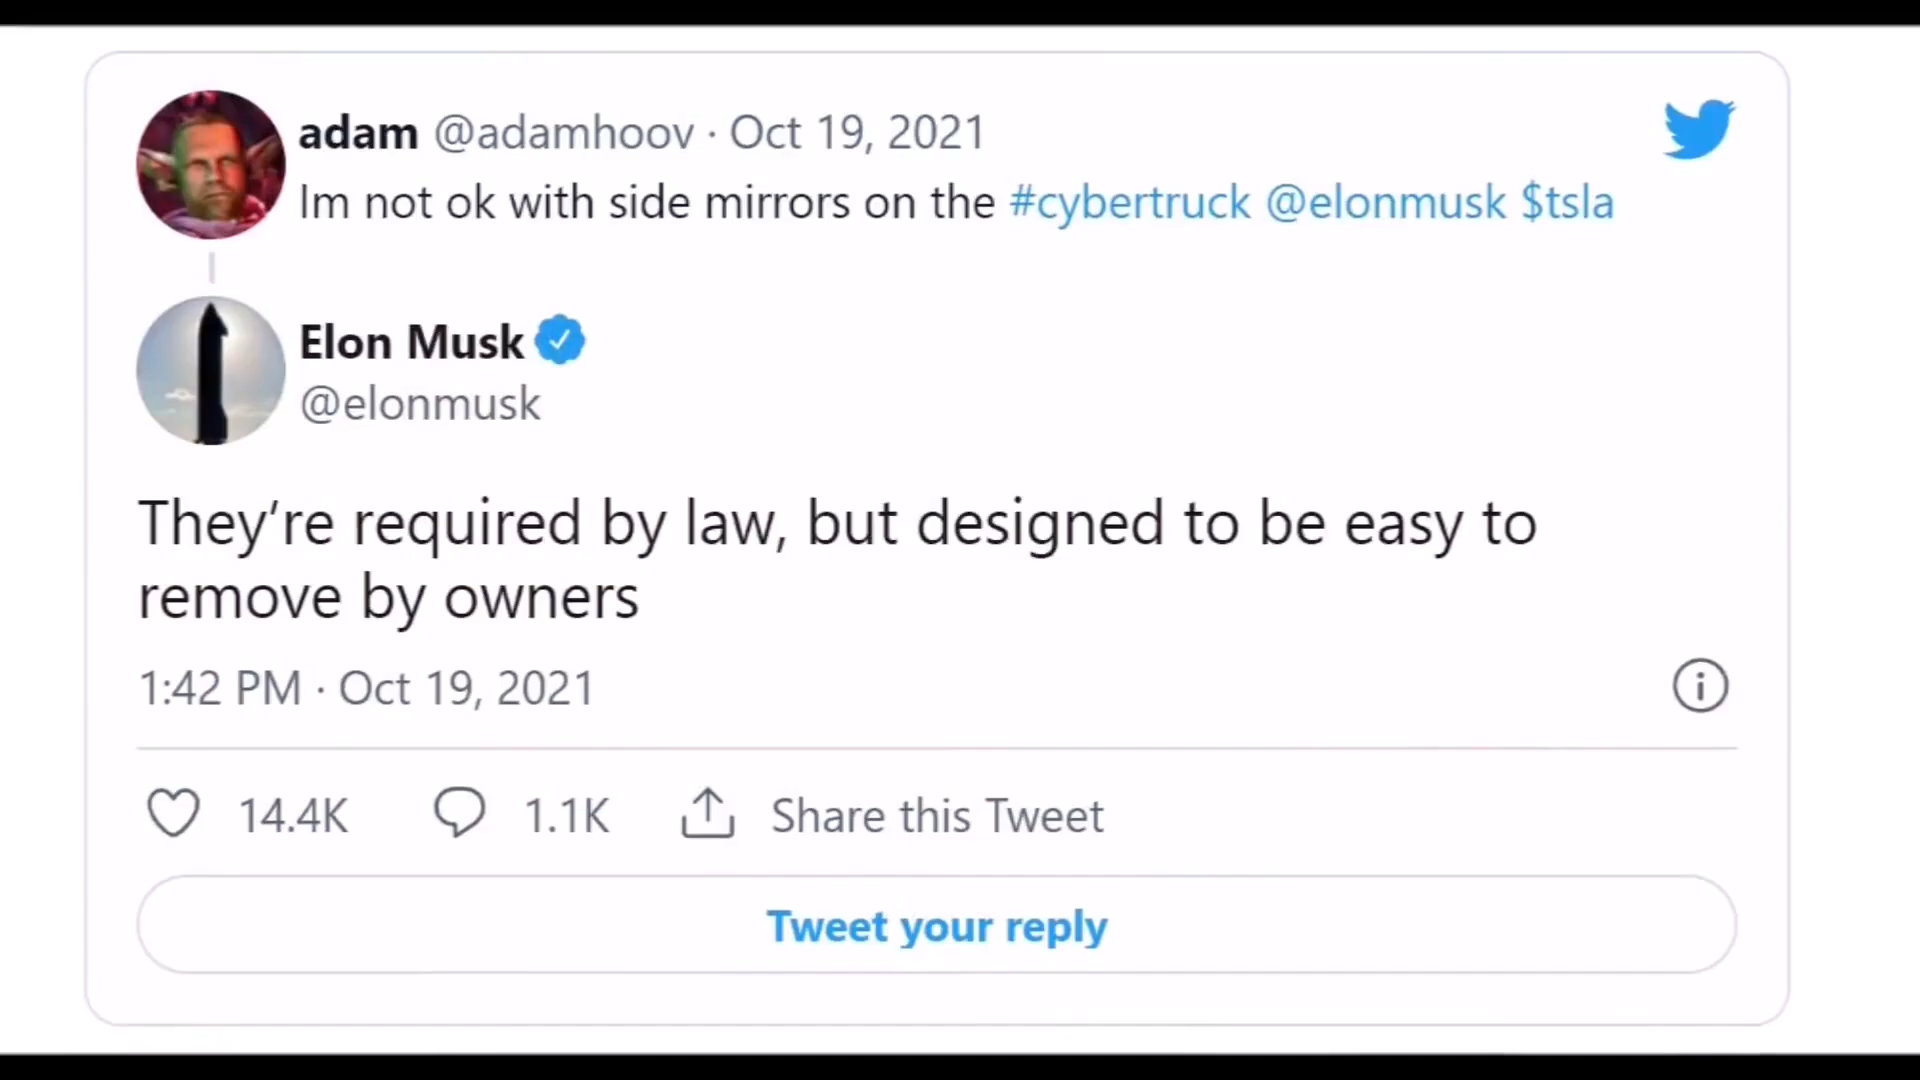 adam @adamhoov · Oct 19, 2021
Im not ok with side mirrors on the #cybertruck @elonmusk $tsla
Elon Musk
@elonmusk
They’re required by law, but designed to be easy to
remove by owners
1:42 PM · Oct 19, 2021
14.4K 1.1K Share this Tweet
Tweet your reply